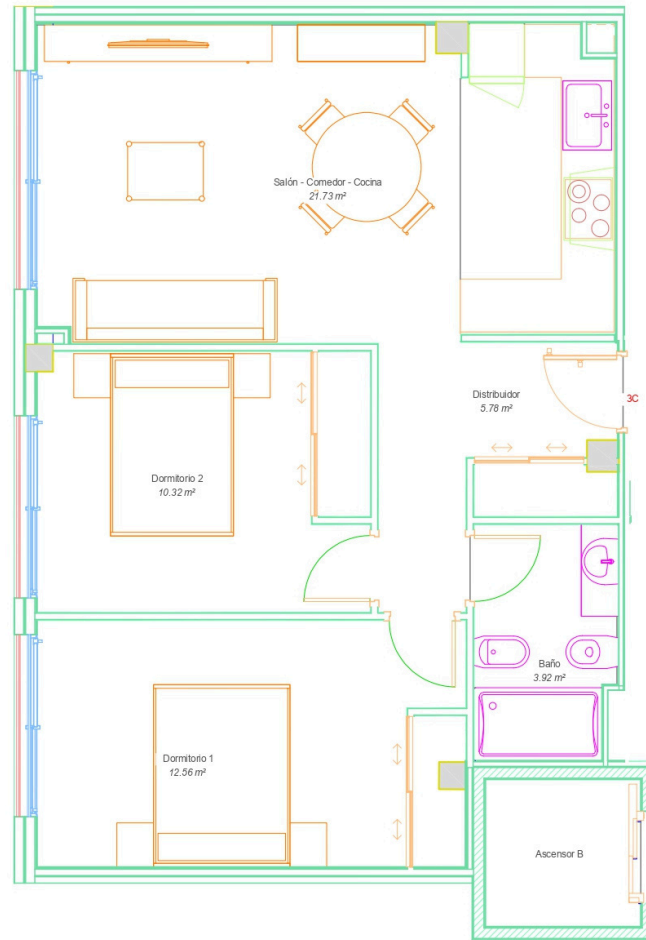 Salón - Comedor - Cocina
21.73 m²
Distribuidor
5.78 m²
3C
Dormitorio 2
10.32 m²
Baño
3.92 m²
Dormitorio 1
12.56 m²
Ascensor B